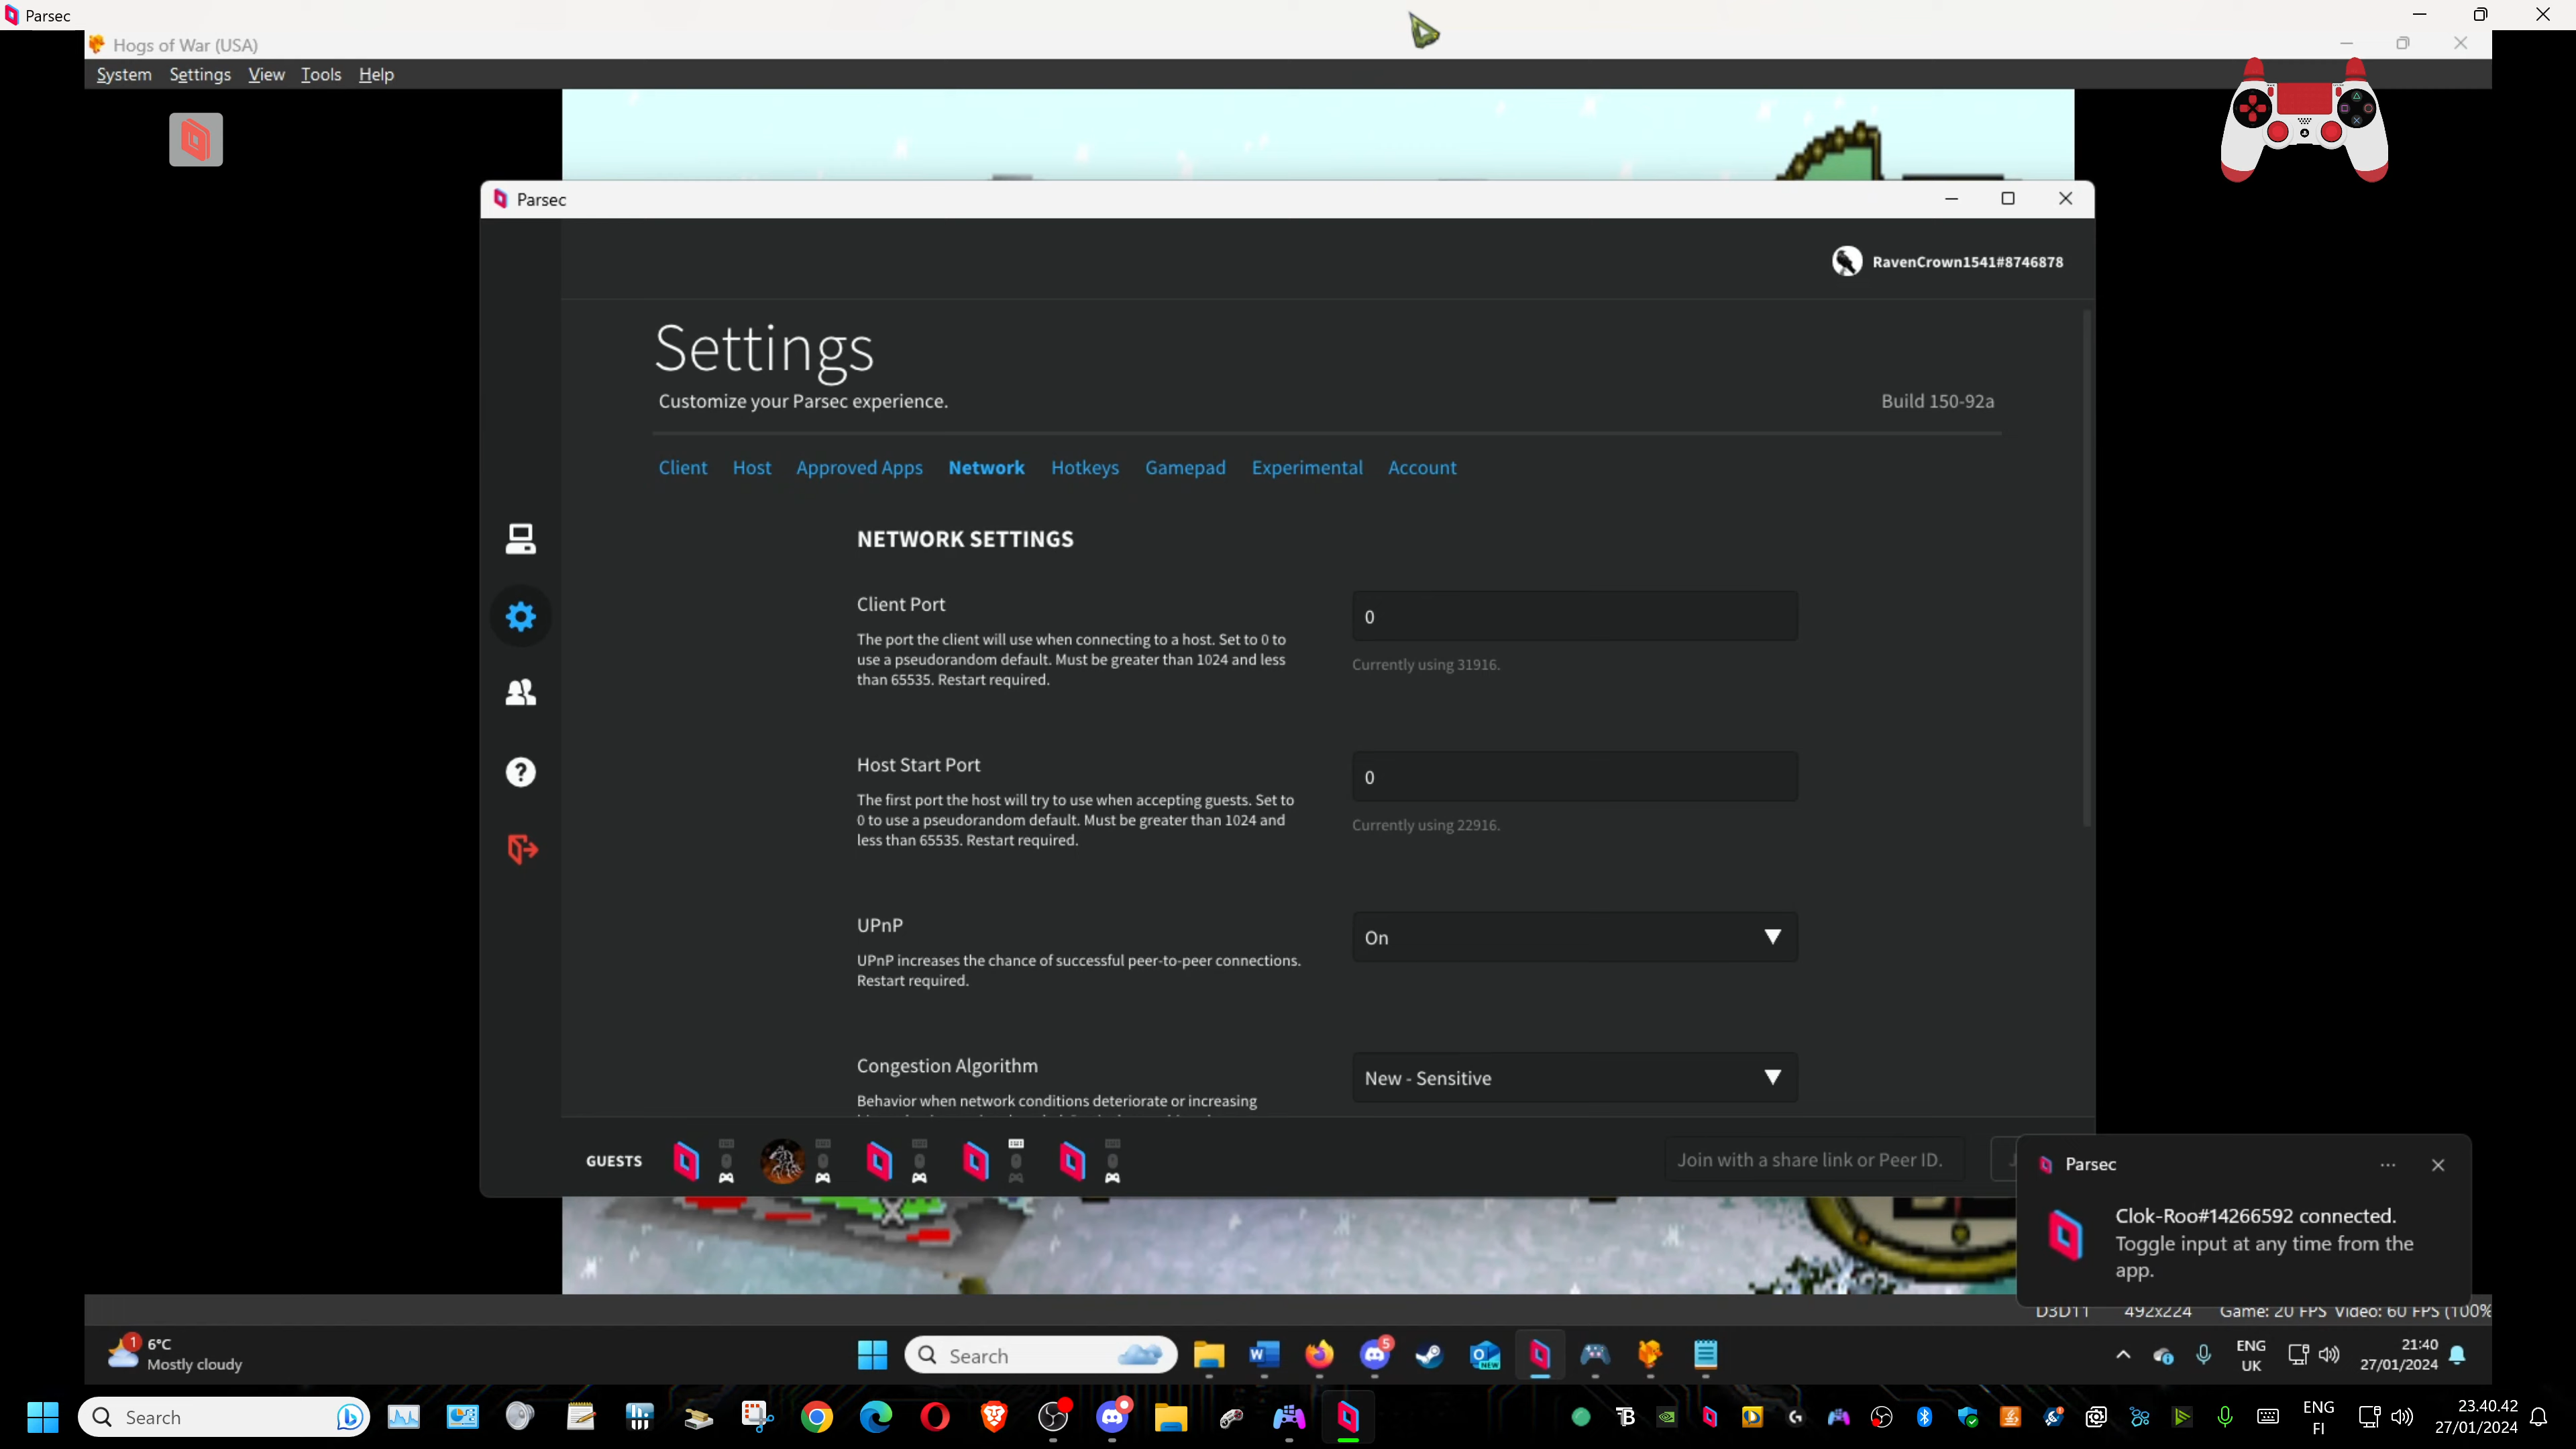 Parsec
Hogs of War (USA)
System Settings View Tools Help
Parsec
RavenCrown1541#8746878
Settings
Customize your Parsec experience.
Build 150-92a
Client Host Approved Apps Network Hotkeys Gamepad Experimental Account
NETWORK SETTINGS
Client Port
0
The port the client will use when connecting to a host. Set to 0 to
use a pseudorandom default. Must be greater than 1024 and less
than 65535. Restart required.
Currently using 31916.
Host Start Port
0
The first port the host will try to use when accepting guests. Set to
0 to use a pseudorandom default. Must be greater than 1024 and
less than 65535. Restart required.
Currently using 22916.
UPnP
On
UPnP increases the chance of successful peer-to-peer connections.
Restart required.
Congestion Algorithm
New - Sensitive
Behavior when network conditions deteriorate or increasing
GUESTS
Join with a share link or Peer ID.
Parsec
Clok-Roo#14266592 connected.
Toggle input at any time from the
app.
D3D11 492x224 Game: 20 FPS Video: 60 FPS (100%
1
6°C
Mostly cloudy
Search
5
ENG
UK
21:40
27/01/2024
Search
ENG
FI
23.40.42
27/01/2024